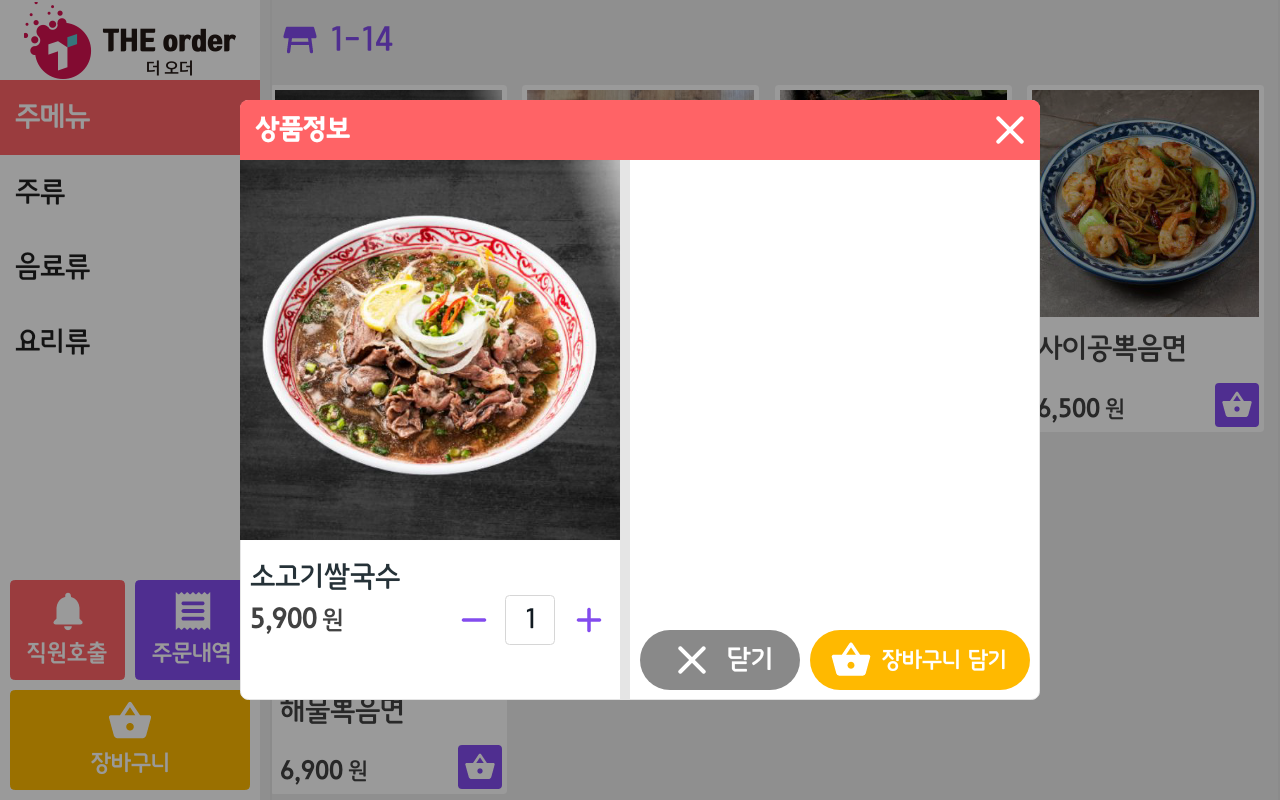 THE order
더 오더
1-14
주메뉴
주류
음료류
요리류
직원호출
주문내역
장바구니
상품정보
소고기쌀국수
5,900 원
1
닫기
장바구니 담기
사이공볶음면
6,500 원
해물볶음면
6,900 원